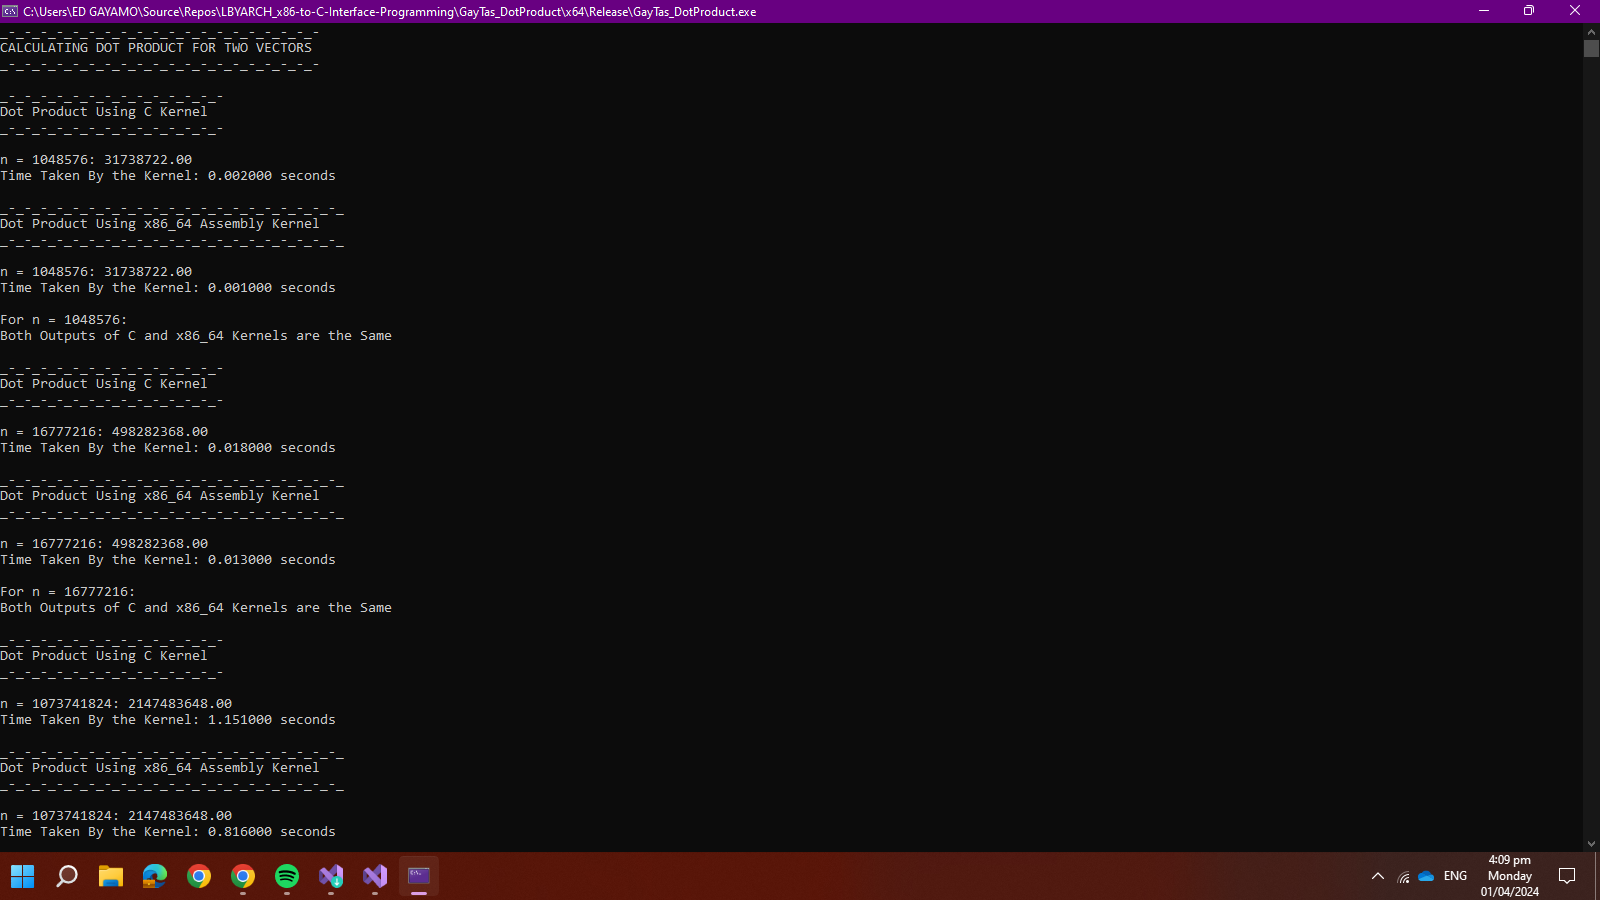 C:\Users\ED GAYAMO\Source\Repos\LBYARCH_x86-to-C-Interface-Programming\GayTas_DotProduct\x64\Release\GayTas_DotProduct.exe
_-_-_-_-_-_-_-_-_-_-_-_-_-_-_-_-_-_-_-_-
CALCULATING DOT PRODUCT FOR TWO VECTORS
_-_-_-_-_-_-_-_-_-_-_-_-_-_-_-_-_-_-_-_-
_-_-_-_-_-_-_-_-_-_-_-_-_-_-
Dot Product Using C Kernel
_-_-_-_-_-_-_-_-_-_-_-_-_-_-
n = 1048576: 31738722.00
Time Taken By the Kernel: 0.002000 seconds
_-_-_-_-_-_-_-_-_-_-_-_-_-_-_-_-_-_-_-_-_-_
Dot Product Using x86_64 Assembly Kernel
_-_-_-_-_-_-_-_-_-_-_-_-_-_-_-_-_-_-_-_-_-_
n = 1048576: 31738722.00
Time Taken By the Kernel: 0.001000 seconds
For n = 1048576:
Both Outputs of C and x86_64 Kernels are the Same
_-_-_-_-_-_-_-_-_-_-_-_-_-_-
Dot Product Using C Kernel
_-_-_-_-_-_-_-_-_-_-_-_-_-_-
n = 16777216: 498282368.00
Time Taken By the Kernel: 0.018000 seconds
_-_-_-_-_-_-_-_-_-_-_-_-_-_-_-_-_-_-_-_-_-_
Dot Product Using x86_64 Assembly Kernel
_-_-_-_-_-_-_-_-_-_-_-_-_-_-_-_-_-_-_-_-_-_
n = 16777216: 498282368.00
Time Taken By the Kernel: 0.013000 seconds
For n = 16777216:
Both Outputs of C and x86_64 Kernels are the Same
_-_-_-_-_-_-_-_-_-_-_-_-_-_-
Dot Product Using C Kernel
_-_-_-_-_-_-_-_-_-_-_-_-_-_-
n = 1073741824: 2147483648.00
Time Taken By the Kernel: 1.151000 seconds
_-_-_-_-_-_-_-_-_-_-_-_-_-_-_-_-_-_-_-_-_-_
Dot Product Using x86_64 Assembly Kernel
_-_-_-_-_-_-_-_-_-_-_-_-_-_-_-_-_-_-_-_-_-_
n = 1073741824: 2147483648.00
Time Taken By the Kernel: 0.816000 seconds
4:09 pm
ENG Monday
01/04/2024